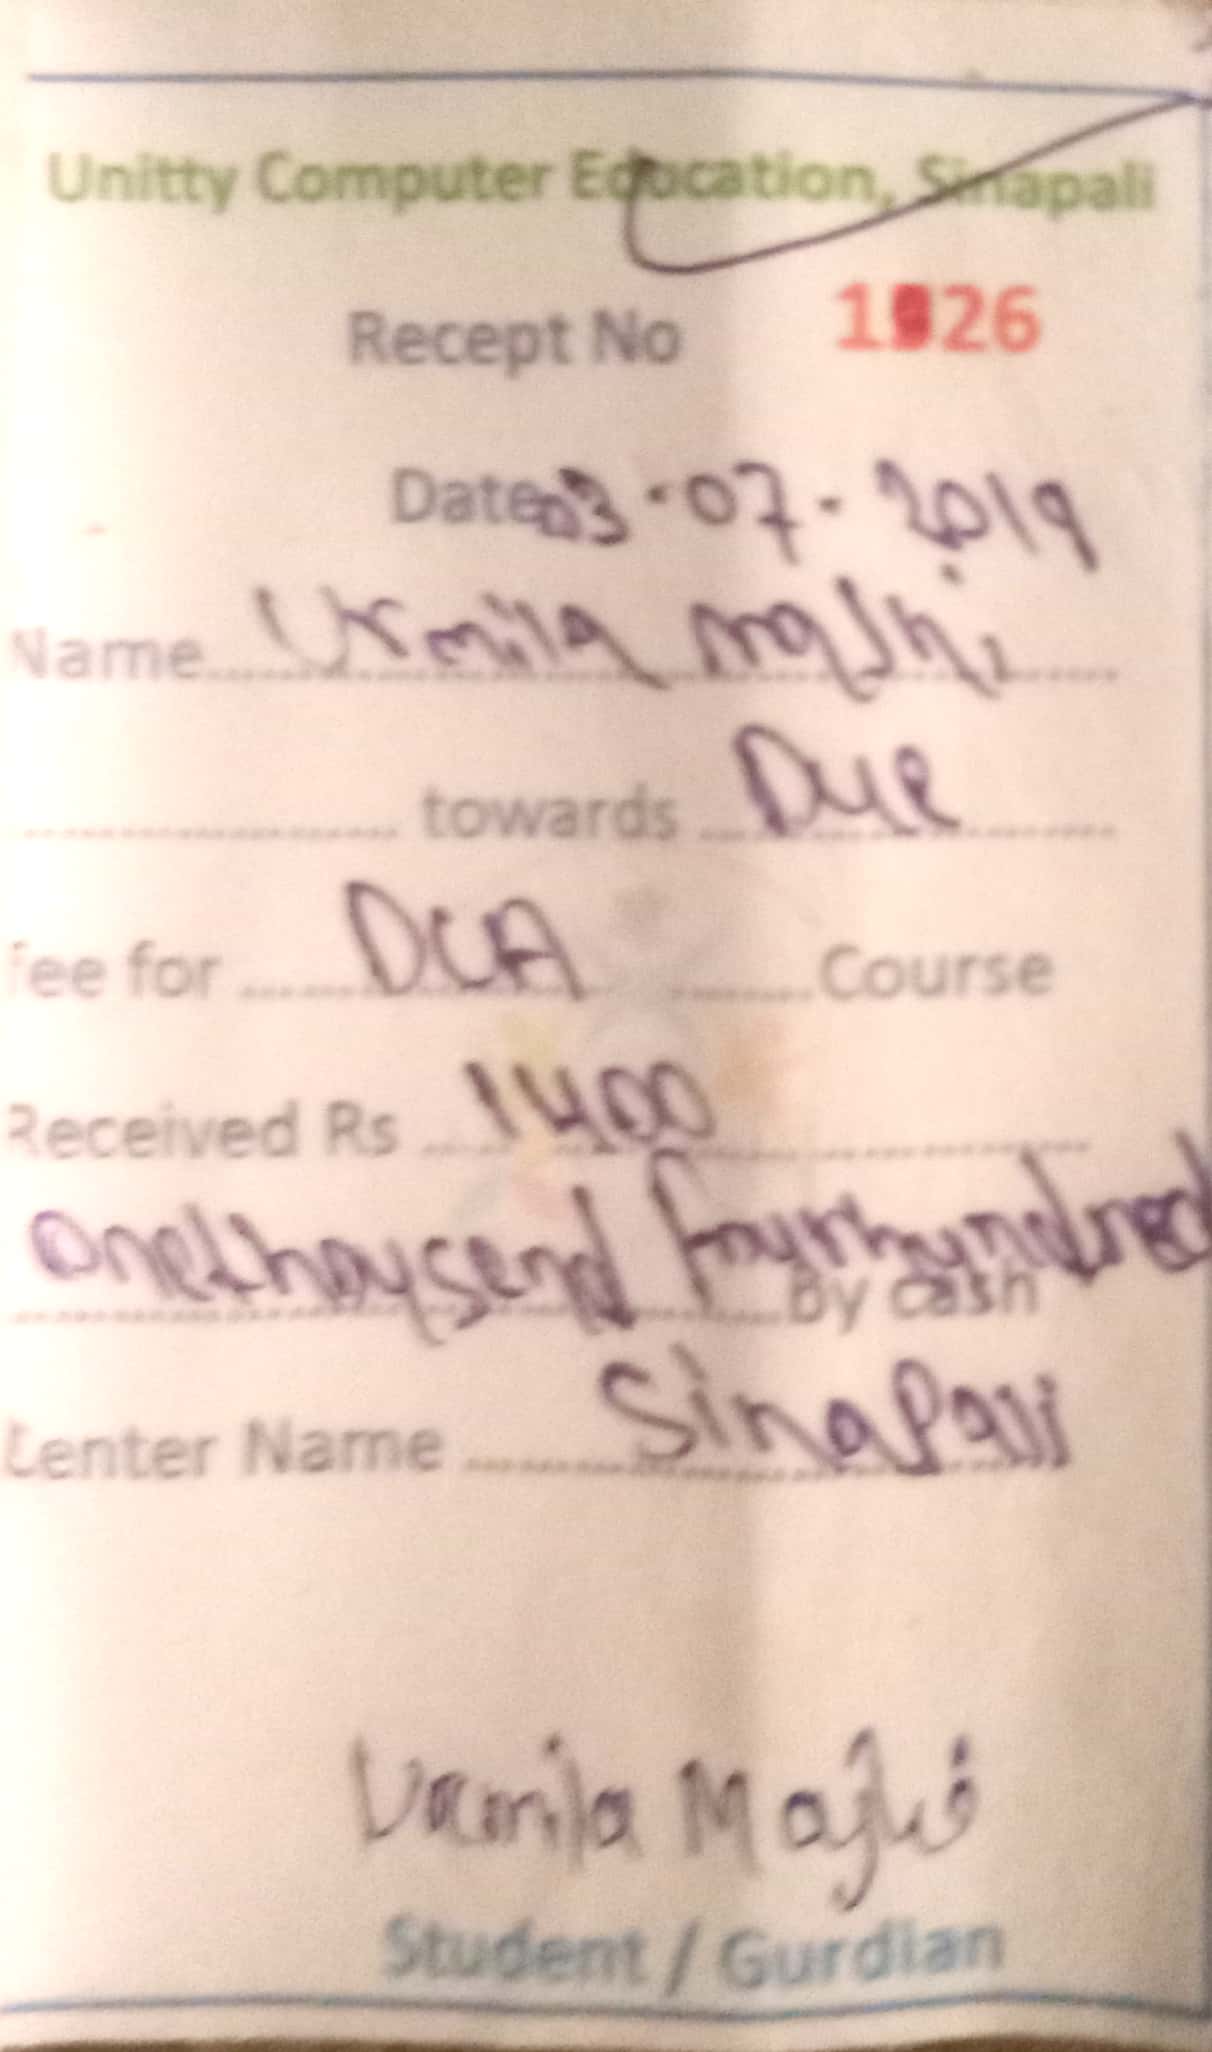 Unitty Computer Education, Sinapali
Recept No
Date 03-07-2019
Name Urmila majhi
towards Due
fee for DCA Course
Received Rs 1400
onethousend fourhundred
By cash
Center Name Sinapali
Urmila Majhi
Student / Gurdian